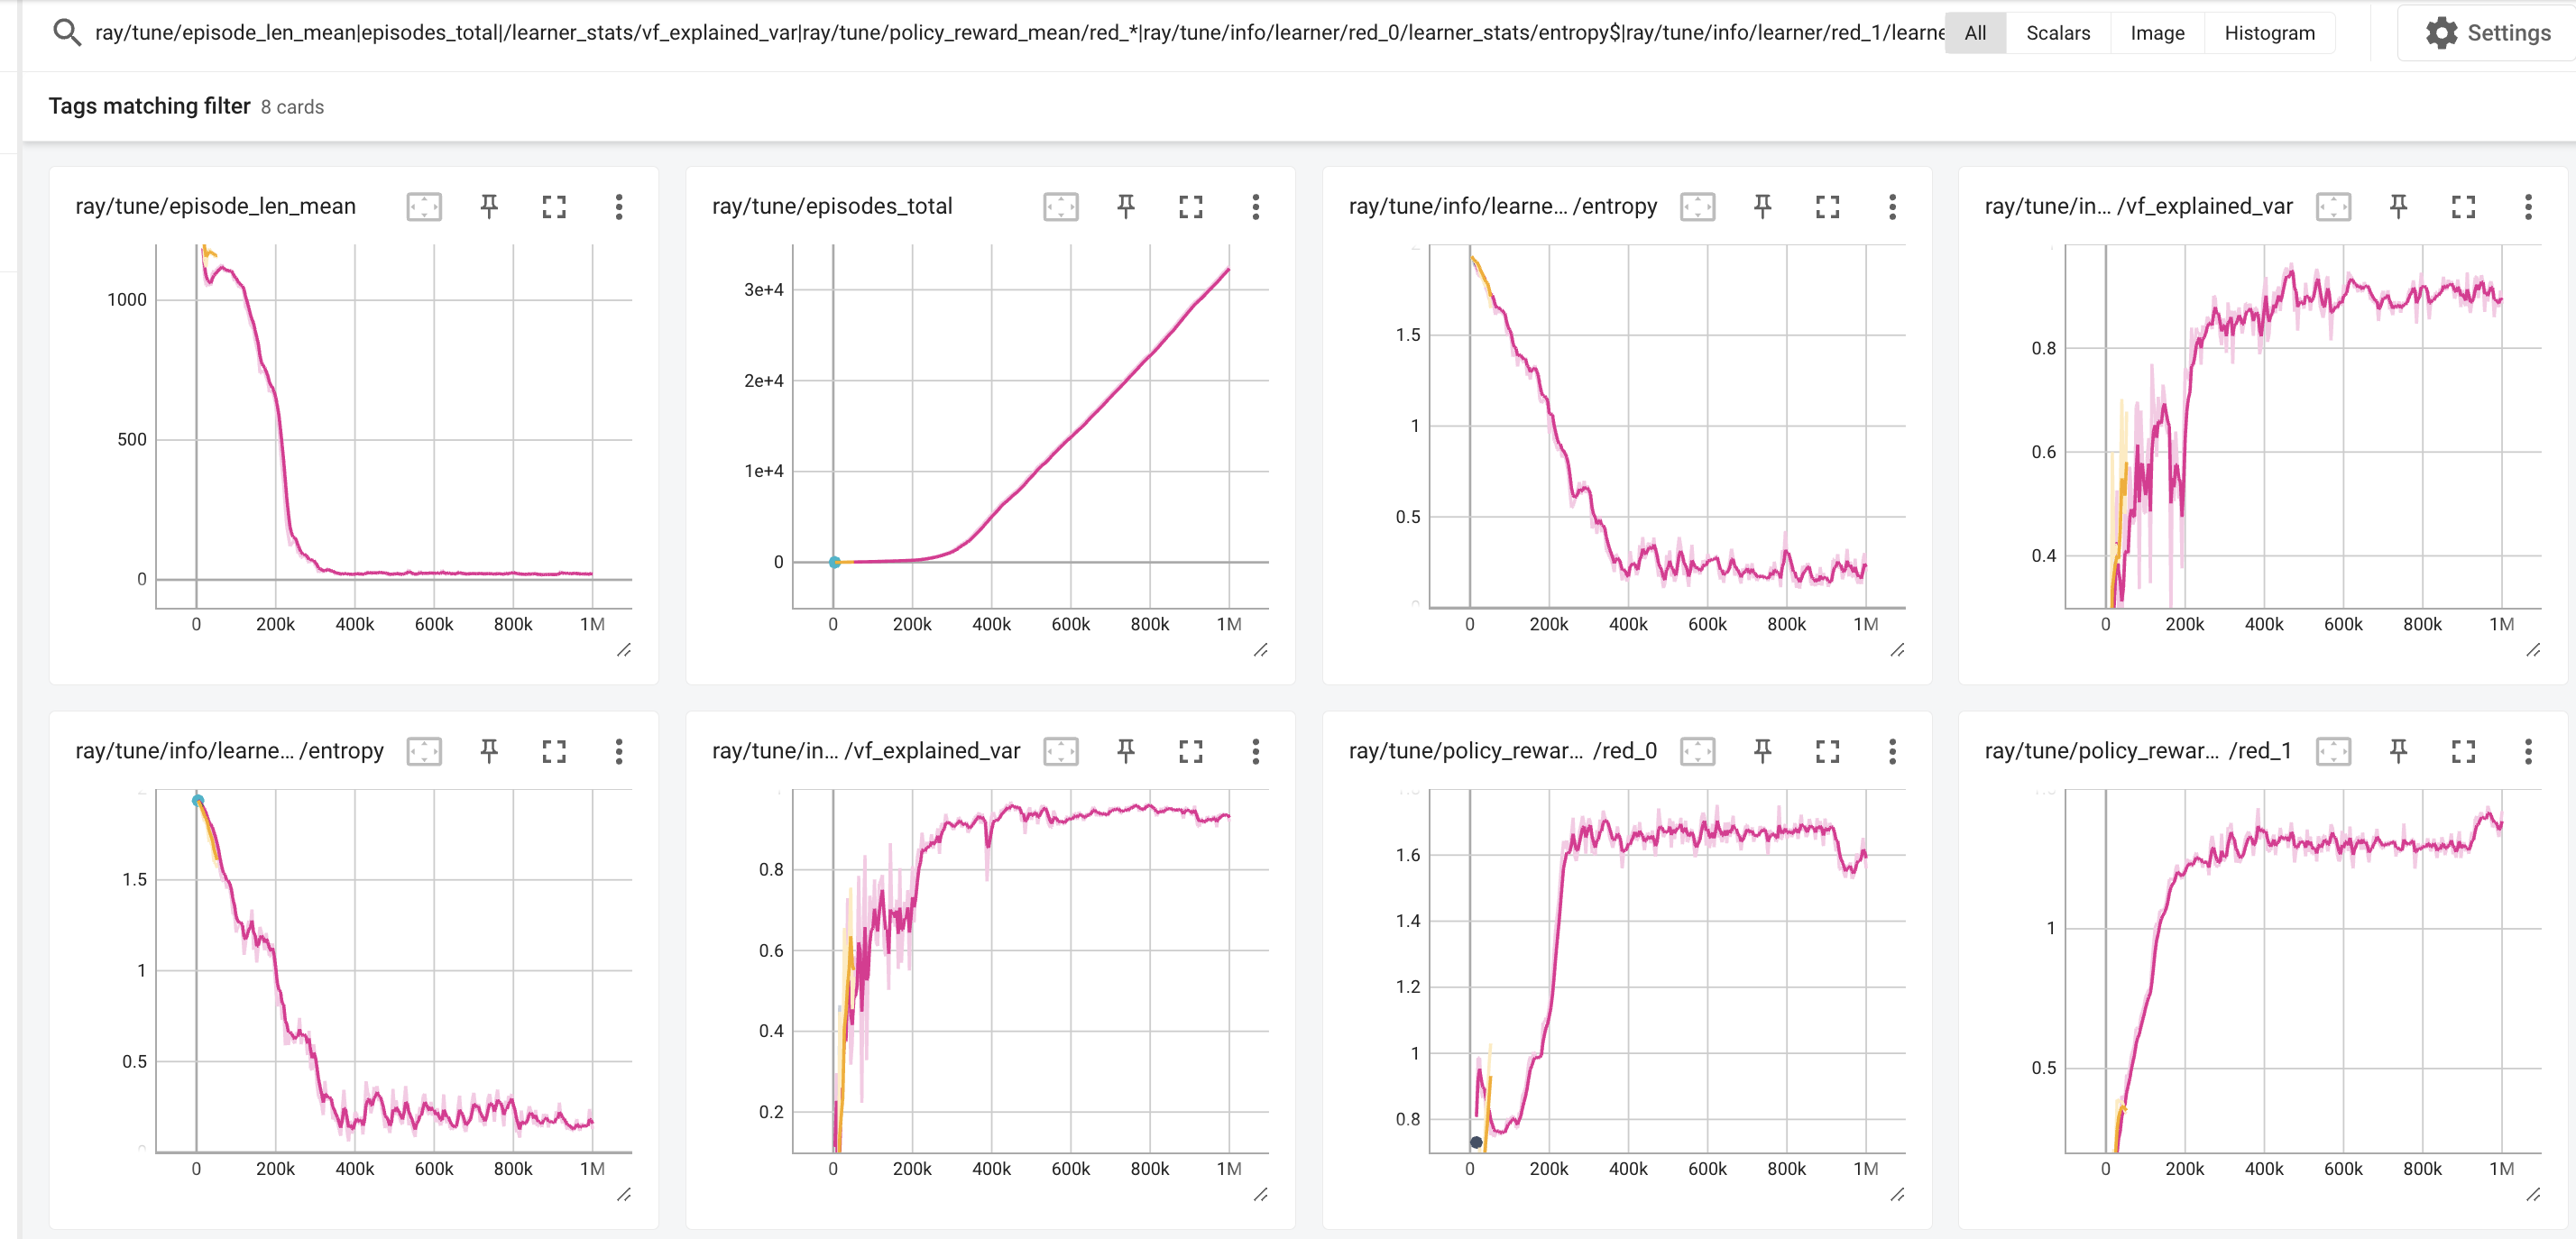 ray/tune/episode_len_mean|episodes_total|/learner_stats/vf_explained_var|ray/tune/policy_reward_mean/red_*|ray/tune/info/learner/red_0/learner_stats/entropy$|ray/tune/info/learner/red_1/learne
All Scalars Image Histogram Settings
Tags matching filter 8 cards
ray/tune/episode_len_mean
1000
500
0
0 200k 400k 600k 800k 1M
ray/tune/episodes_total
3e+4
2e+4
1e+4
0
0 200k 400k 600k 800k 1M
ray/tune/info/learne... /entropy
1.5
1
0.5
0 200k 400k 600k 800k 1M
ray/tune/in... /vf_explained_var
0.8
0.6
0.4
0 200k 400k 600k 800k 1M
ray/tune/info/learne... /entropy
1.5
1
0.5
0 200k 400k 600k 800k 1M
ray/tune/in... /vf_explained_var
0.8
0.6
0.4
0.2
0 200k 400k 600k 800k 1M
ray/tune/policy_rewar... /red_0
1.6
1.4
1.2
1
0.8
0 200k 400k 600k 800k 1M
ray/tune/policy_rewar... /red_1
1
0.5
0 200k 400k 600k 800k 1M